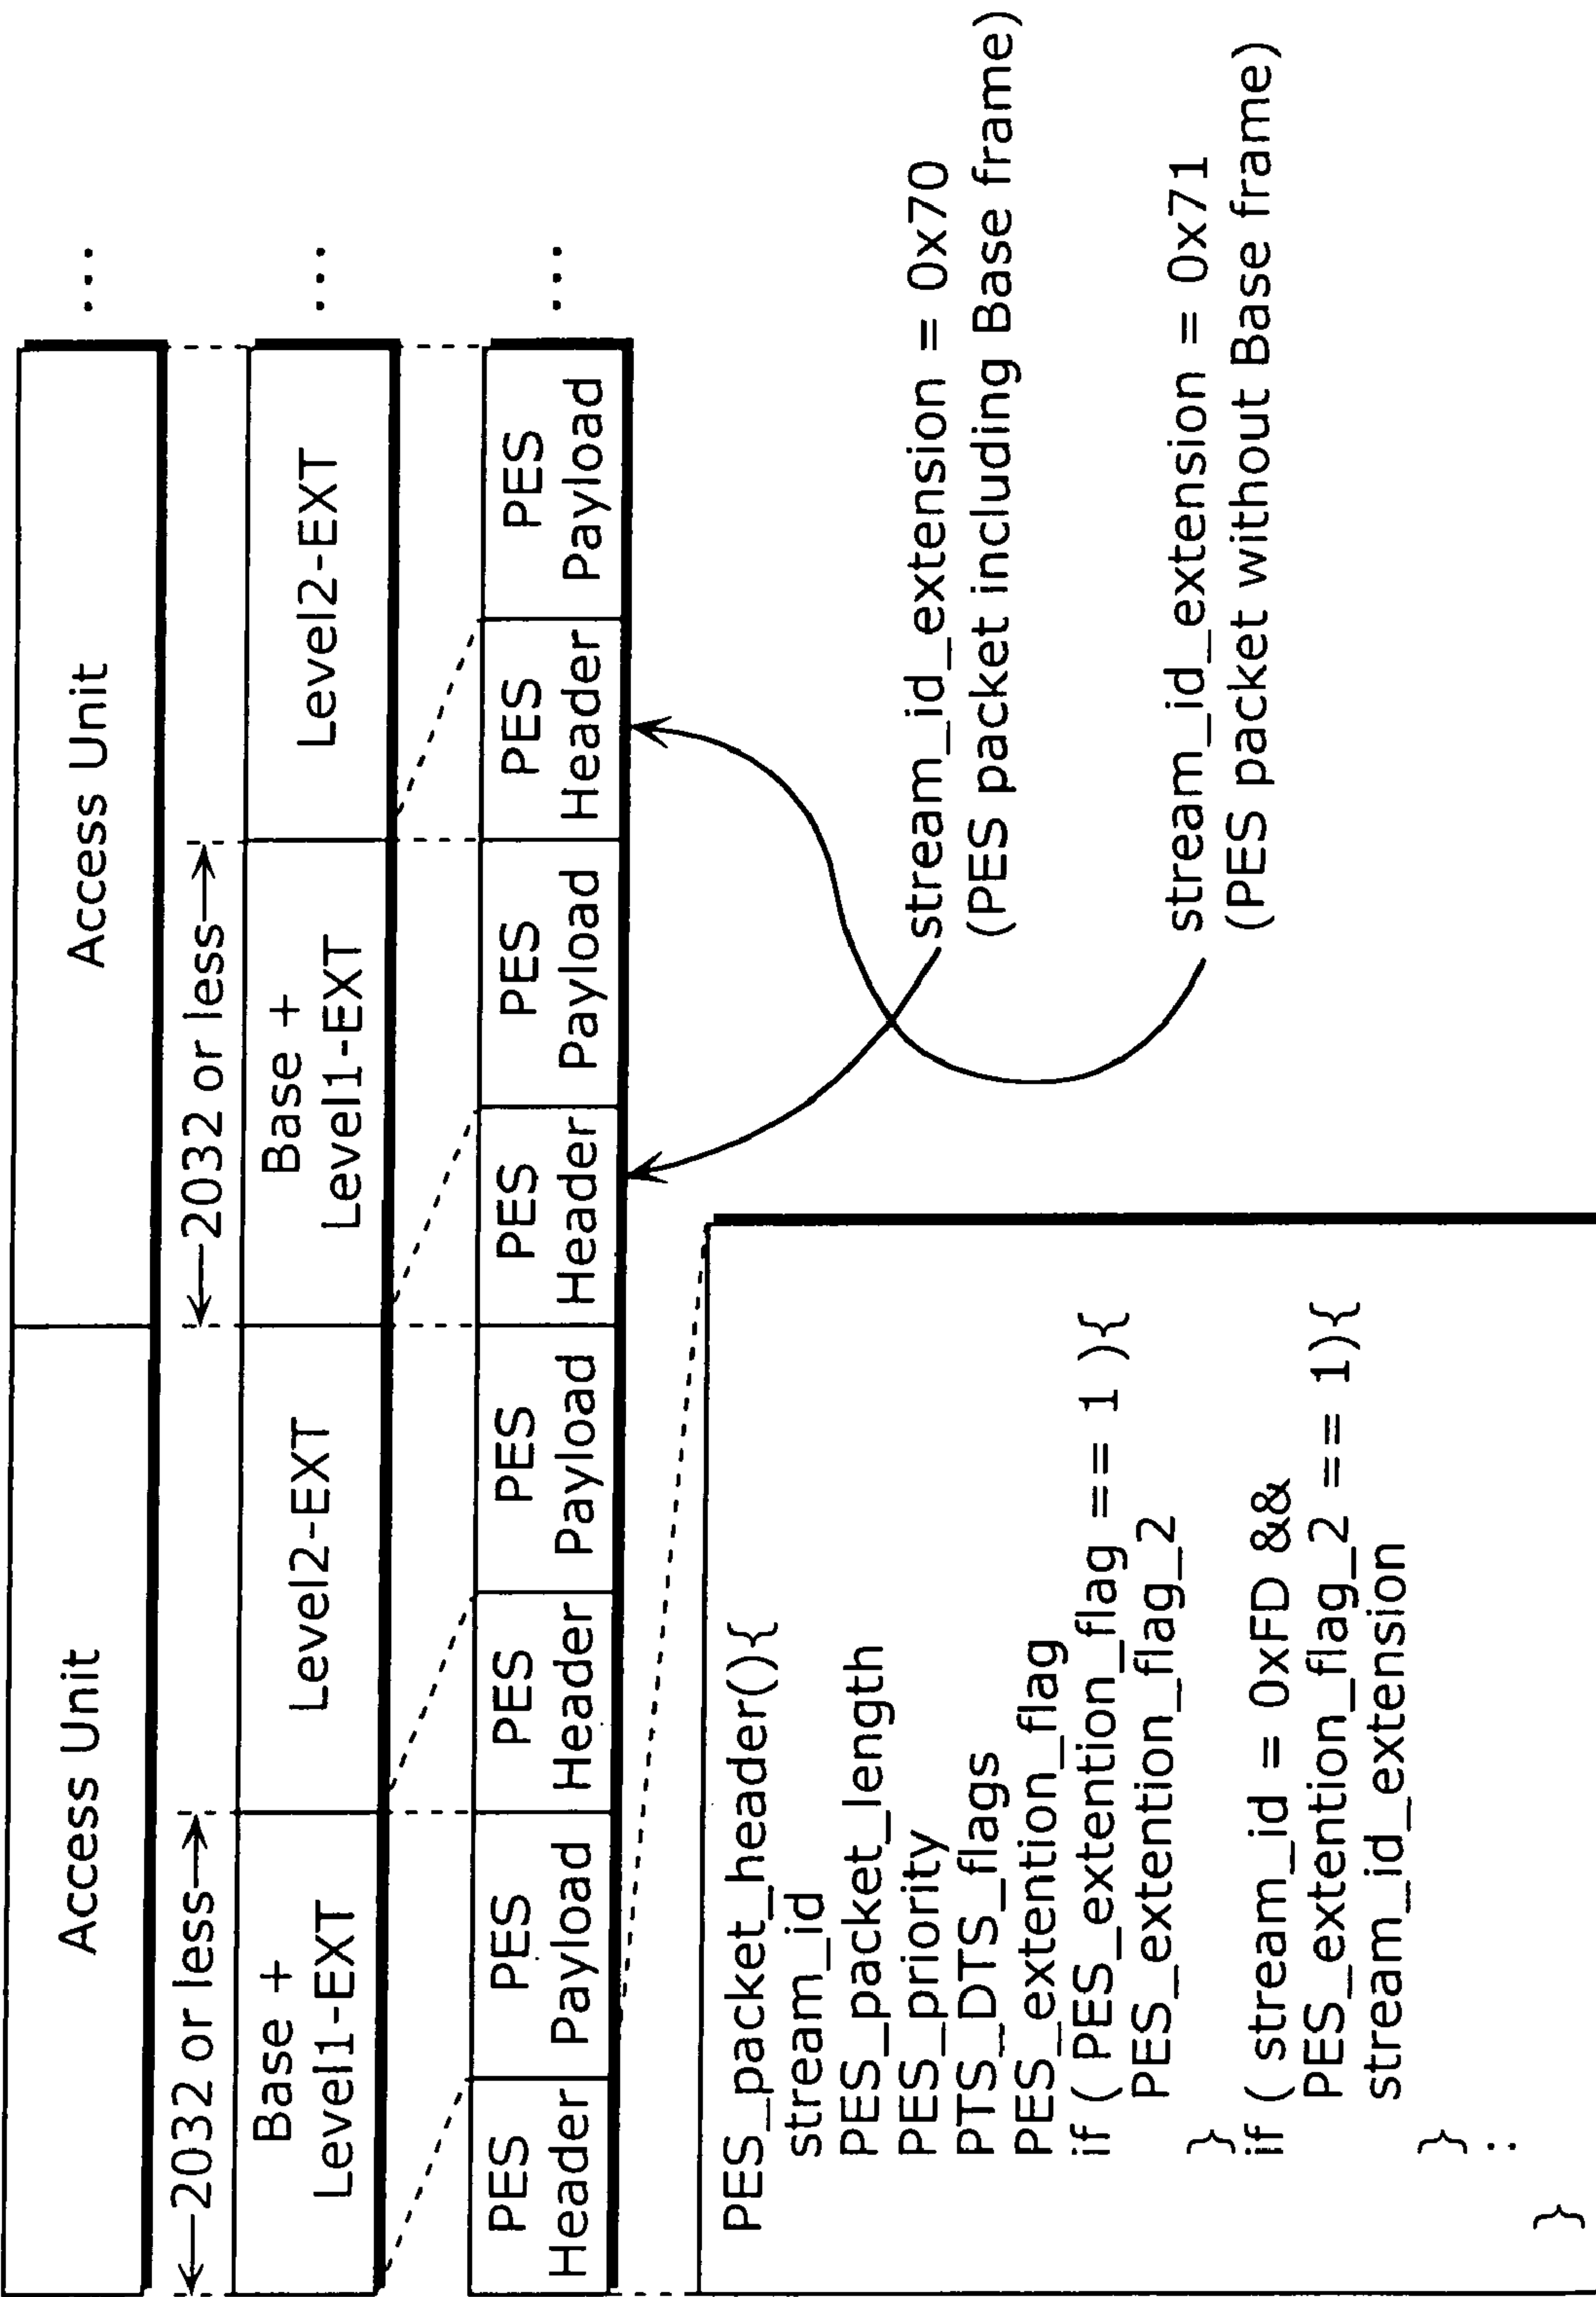 Access Unit
Access Unit
...
2032 or less
2032 or less
Base +
Level1-EXT
Level2-EXT
Base +
Level1-EXT
Level2-EXT
...
PES
Header
PES
Payload
PES
Header
PES
Payload
PES
Header
PES
Payload
PES
Header
PES
Payload
...
PES_packet_header(){
stream_id
PES_packet_length
PES_priority
PTS_DTS_flags
PES_extention_flag
if ( PES_extention_flag == 1 ){
PES_extention_flag_2
}
if ( stream_id = 0xFD &&
PES_extention_flag_2 == 1){
stream_id_extension
}
:
}
stream_id_extension = 0x70
(PES packet including Base frame)
stream_id_extension = 0x71
(PES packet without Base frame)